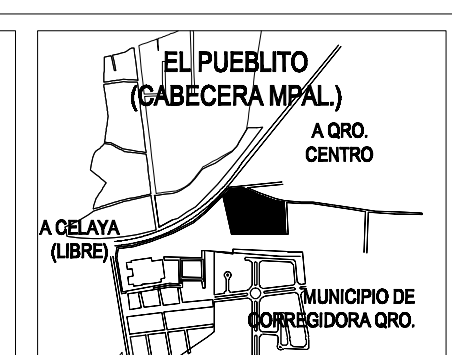 EL PUEBLITO
(CABECERA MPAL.)
A QRO.
CENTRO
A CELAYA
(LIBRE)
MUNICIPIO DE
CORREGIDORA QRO.